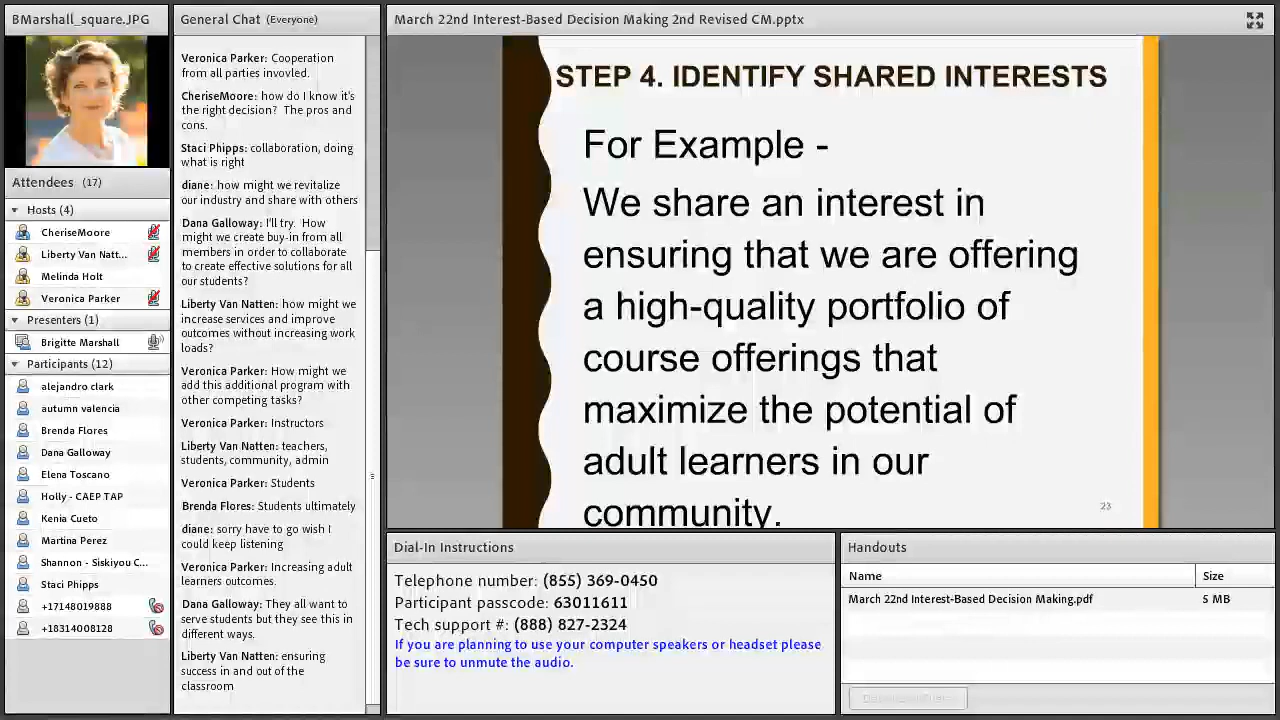 BMarshall_square.JPG
Attendees (17)
Hosts (4)
CheriseMoore
Liberty Van Natt...
Melinda Holt
Veronica Parker
Presenters (1)
Brigitte Marshall
Participants (12)
alejandro clark
autumn valencia
Brenda Flores
Dana Galloway
Elena Toscano
Holly - CAEP TAP
Kenia Cueto
Martina Perez
Shannon - Siskiyou C...
Staci Phipps
+17148019888
+18314008128
General Chat (Everyone)
Veronica Parker: Cooperation
from all parties invovled.
CheriseMoore: how do I know it's
the right decision? The pros and
cons.
Staci Phipps: collaboration, doing
what is right
diane: how might we revitalize
our industry and share with others
Dana Galloway: I'll try. How
might we create buy-in from all
members in order to collaborate
to create effective solutions for all
our students?
Liberty Van Natten: how might we
increase services and improve
outcomes without increasing work
loads?
Veronica Parker: How might we
add this additional program with
other competing tasks?
Veronica Parker: Instructors
Liberty Van Natten: teachers,
students, community, admin
Veronica Parker: Students
Brenda Flores: Students ultimately
diane: sorry have to go wish I
could keep listening
Veronica Parker: Increasing adult
learners outcomes.
Dana Galloway: They all want to
serve students but they see this in
different ways.
Liberty Van Natten: ensuring
success in and out of the
classroom
March 22nd Interest-Based Decision Making 2nd Revised CM.pptx
STEP 4. IDENTIFY SHARED INTERESTS
For Example -
We share an interest in
ensuring that we are offering
a high-quality portfolio of
course offerings that
maximize the potential of
adult learners in our
community.
23
Dial-In Instructions
Telephone number: (855) 369-0450
Participant passcode: 63011611
Tech support #: (888) 827-2324
If you are planning to use your computer speakers or headset please
be sure to unmute the audio.
Handouts
Name Size
March 22nd Interest-Based Decision Making.pdf 5 MB